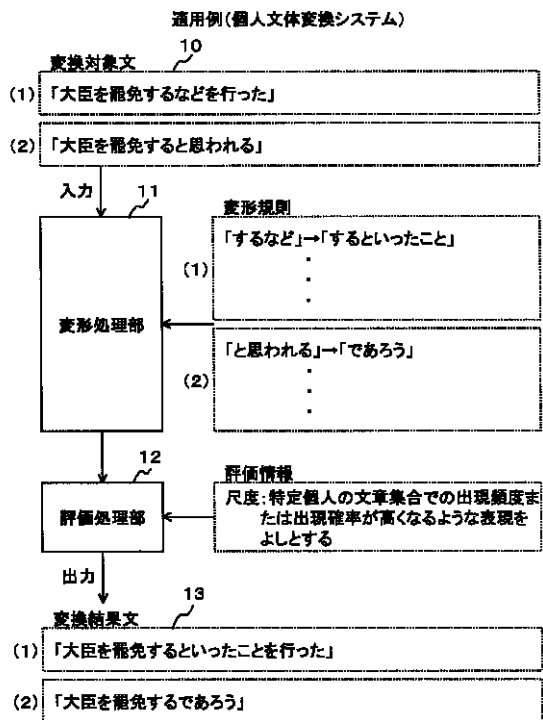 適用例(個人文体変換システム)
10
変換対象文
(1) 「大臣を罷免するなどを行った」
(2) 「大臣を罷免すると思われる」
入力
11
変形規則
変形処理部
(1) 「するなど」→「するといったこと」
・
・
・
(2) 「と思われる」→「であろう」
・
・
・
12
評価情報
評価処理部
尺度:特定個人の文章集合での出現頻度ま
たは出現確率が高くなるような表現を
よしとする
出力
13
変換結果文
(1) 「大臣を罷免するといったことを行った」
(2) 「大臣を罷免するであろう」